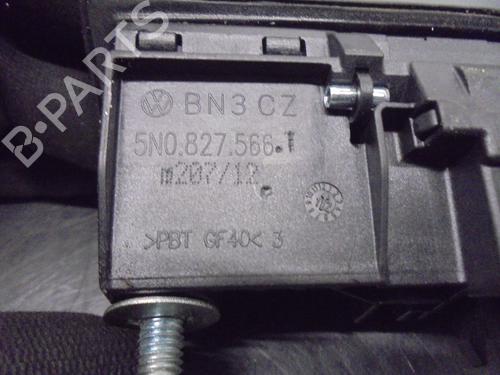 B-PARTS
BN3 CZ
5N0.827.566.T
m207/12
>PBT GF40< 3